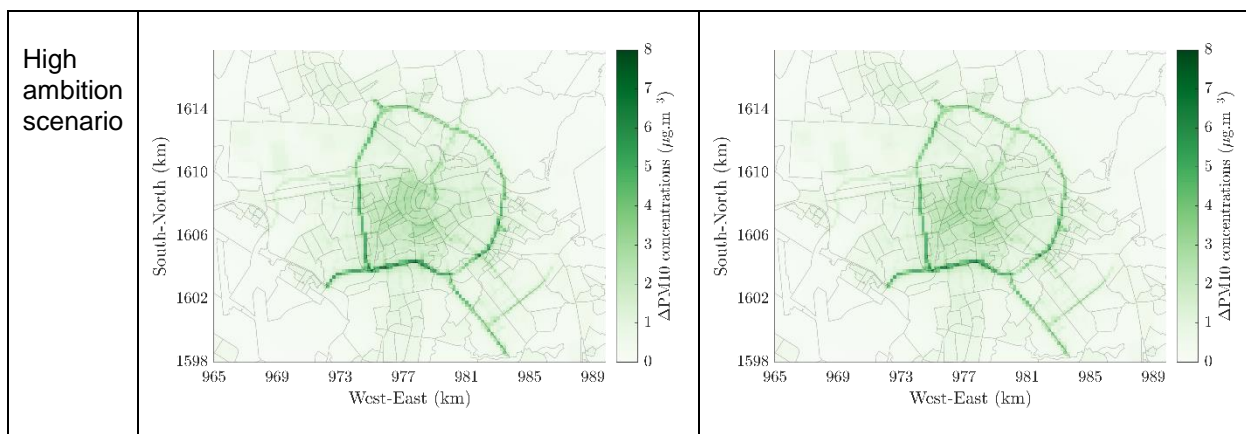 High
ambition
scenario
8
7
6
5
4
3
2
1
0
ΔPM10 concentrations (μg.m ³)
1614
1610
1606
1602
1598
South-North (km)
965 969 973 977 981 985 989
West-East (km)
8
7
6
5
4
3
2
1
0
ΔPM10 concentrations (μg.m ³)
1614
1610
1606
1602
1598
South-North (km)
965 969 973 977 981 985 989
West-East (km)